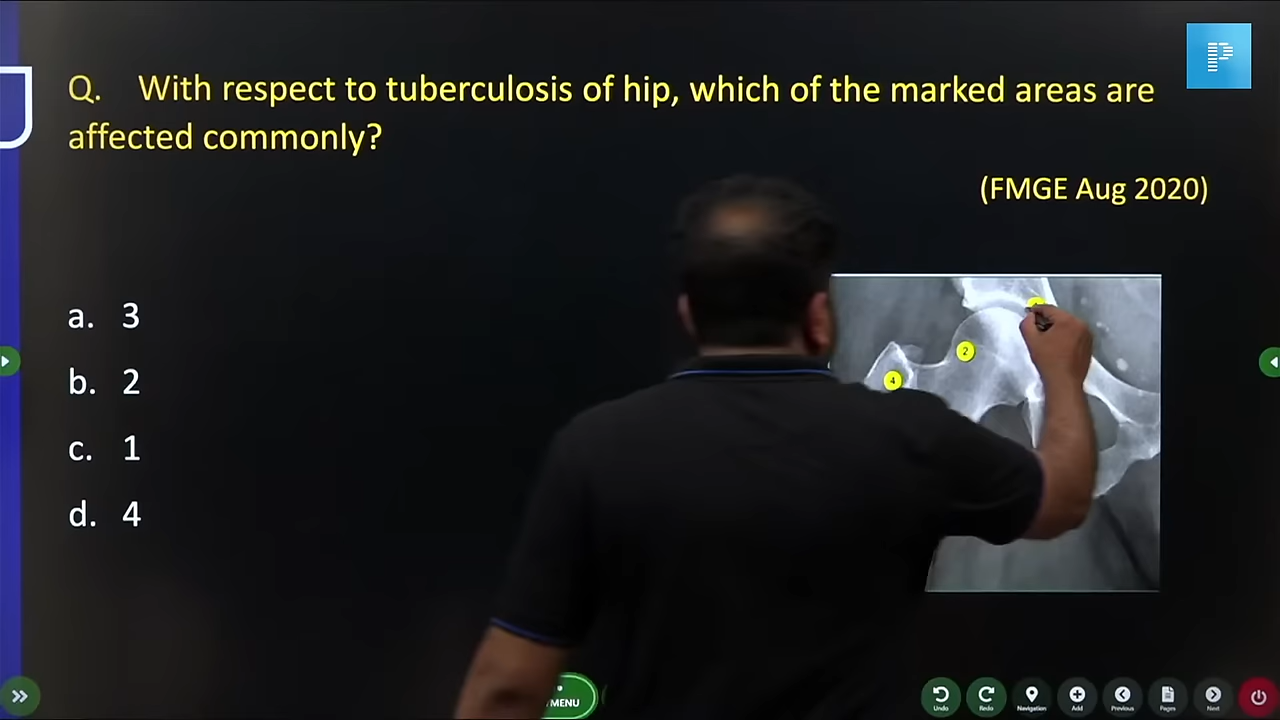 Q. With respect to tuberculosis of hip, which of the marked areas are
affected commonly?
(FMGE Aug 2020)
a. 3
b. 2
c. 1
d. 4
2
4
MENU
Undo
Redo
Navigation
Add
Previous
Pages
Next